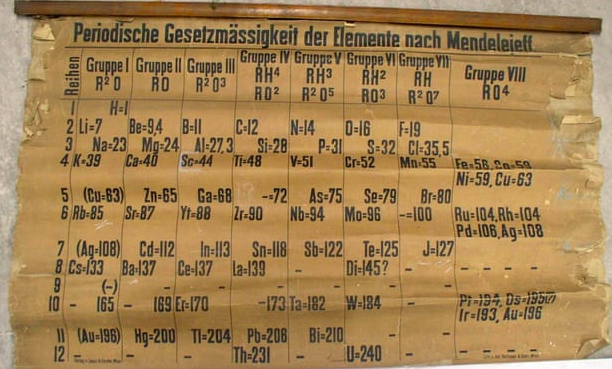 Periodische Gesetzmässigkeit der Elemente nach Mendelejeff.
Reihen Gruppe I R²O Gruppe II RO Gruppe III R²O³ Gruppe IV RH⁴ RO² Gruppe V RH³ R²O⁵ Gruppe VI RH² RO³ Gruppe VII RH R²O⁷ Gruppe VIII RO⁴
1 H=1
2 Li=7 Be=9,4 B=11 C=12 N=14 O=16 F=19
3 Na=23 Mg=24 Al=27,3 Si=28 P=31 S=32 Cl=35,5
4 K=39 Ca=40 Sc=44 Ti=48 V=51 Cr=52 Mn=55 Fe=56, Co=59
Ni=59, Cu=63
5 (Cu=63) Zn=65 Ga=68 -=72 As=75 Se=79 Br=80
6 Rb=85 Sr=87 Yt=88 Zr=90 Nb=94 Mo=96 -=100 Ru=104, Rh=104
Pd=106, Ag=108
7 (Ag=108) Cd=112 In=113 Sn=118 Sb=122 Te=125 J=127
8 Cs=133 Ba=137 Ce=137 La=139 - Di=145? - - - - -
9 (-) - - - - - -
10 - 165 - 169 Er=170 -173 Ta=182 W=184 - Pt=194, Os=195(?)
Ir=193, Au=196
11 (Au=196) Hg=200 Tl=204 Pb=206 Bi=210 - -
12 - - - Th=231 - U=240 - - - - -